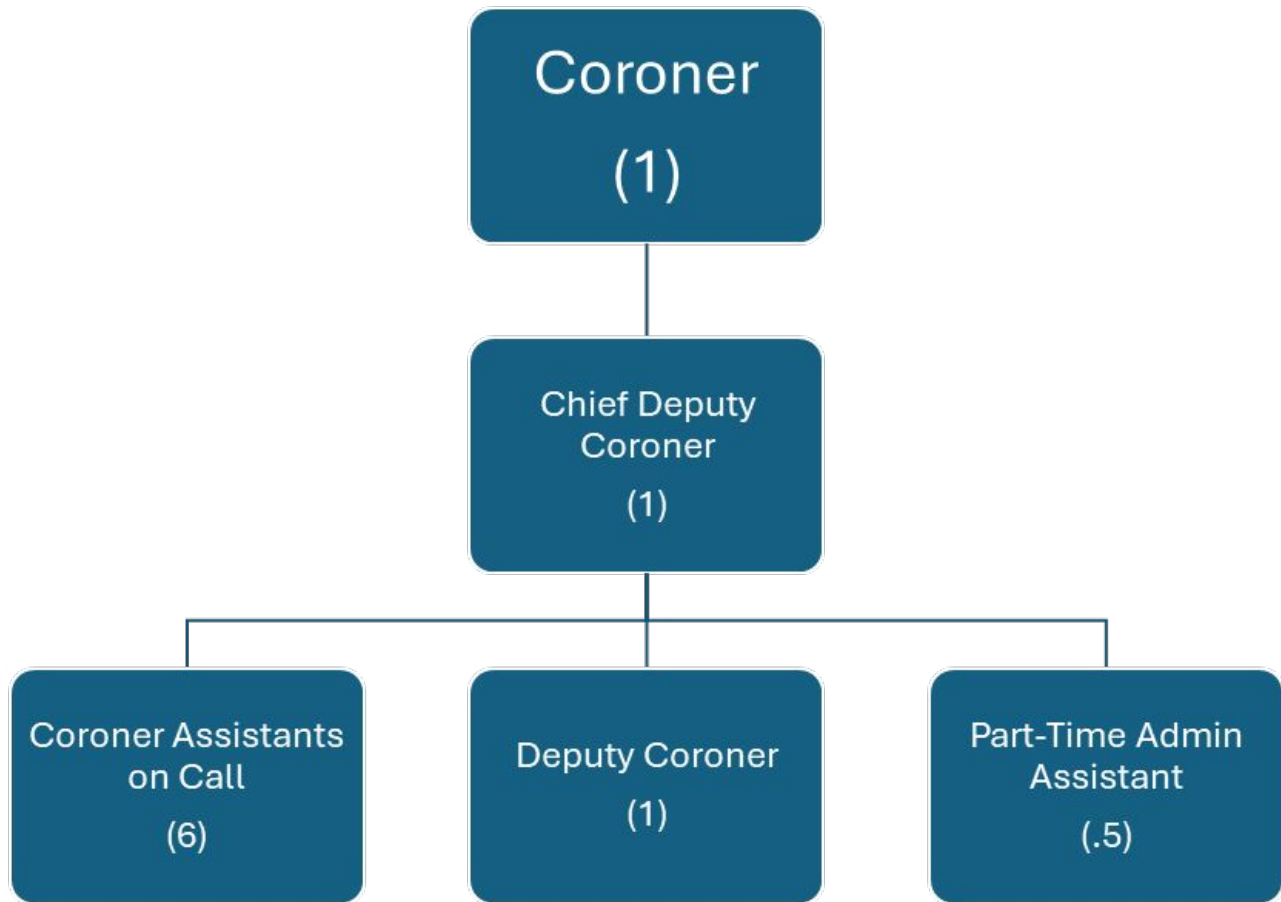 Coroner
(1)
Chief Deputy
Coroner
(1)
Coroner Assistants
on Call
(6)
Deputy Coroner
(1)
Part-Time Admin
Assistant
(.5)